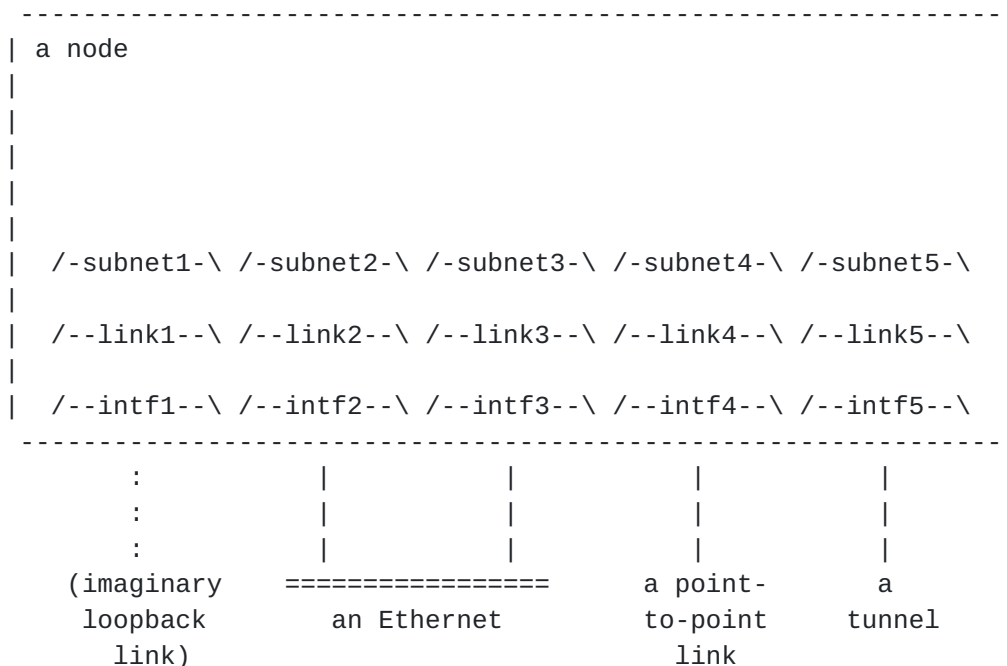 a node
/-subnet1-\ /-subnet2-\ /-subnet3-\ /-subnet4-\ /-subnet5-\
/--link1--\ /--link2--\ /--link3--\ /--link4--\ /--link5--\
/--intf1--\ /--intf2--\ /--intf3--\ /--intf4--\ /--intf5--\
(imaginary ================= a point- a
loopback an Ethernet to-point tunnel
link) link